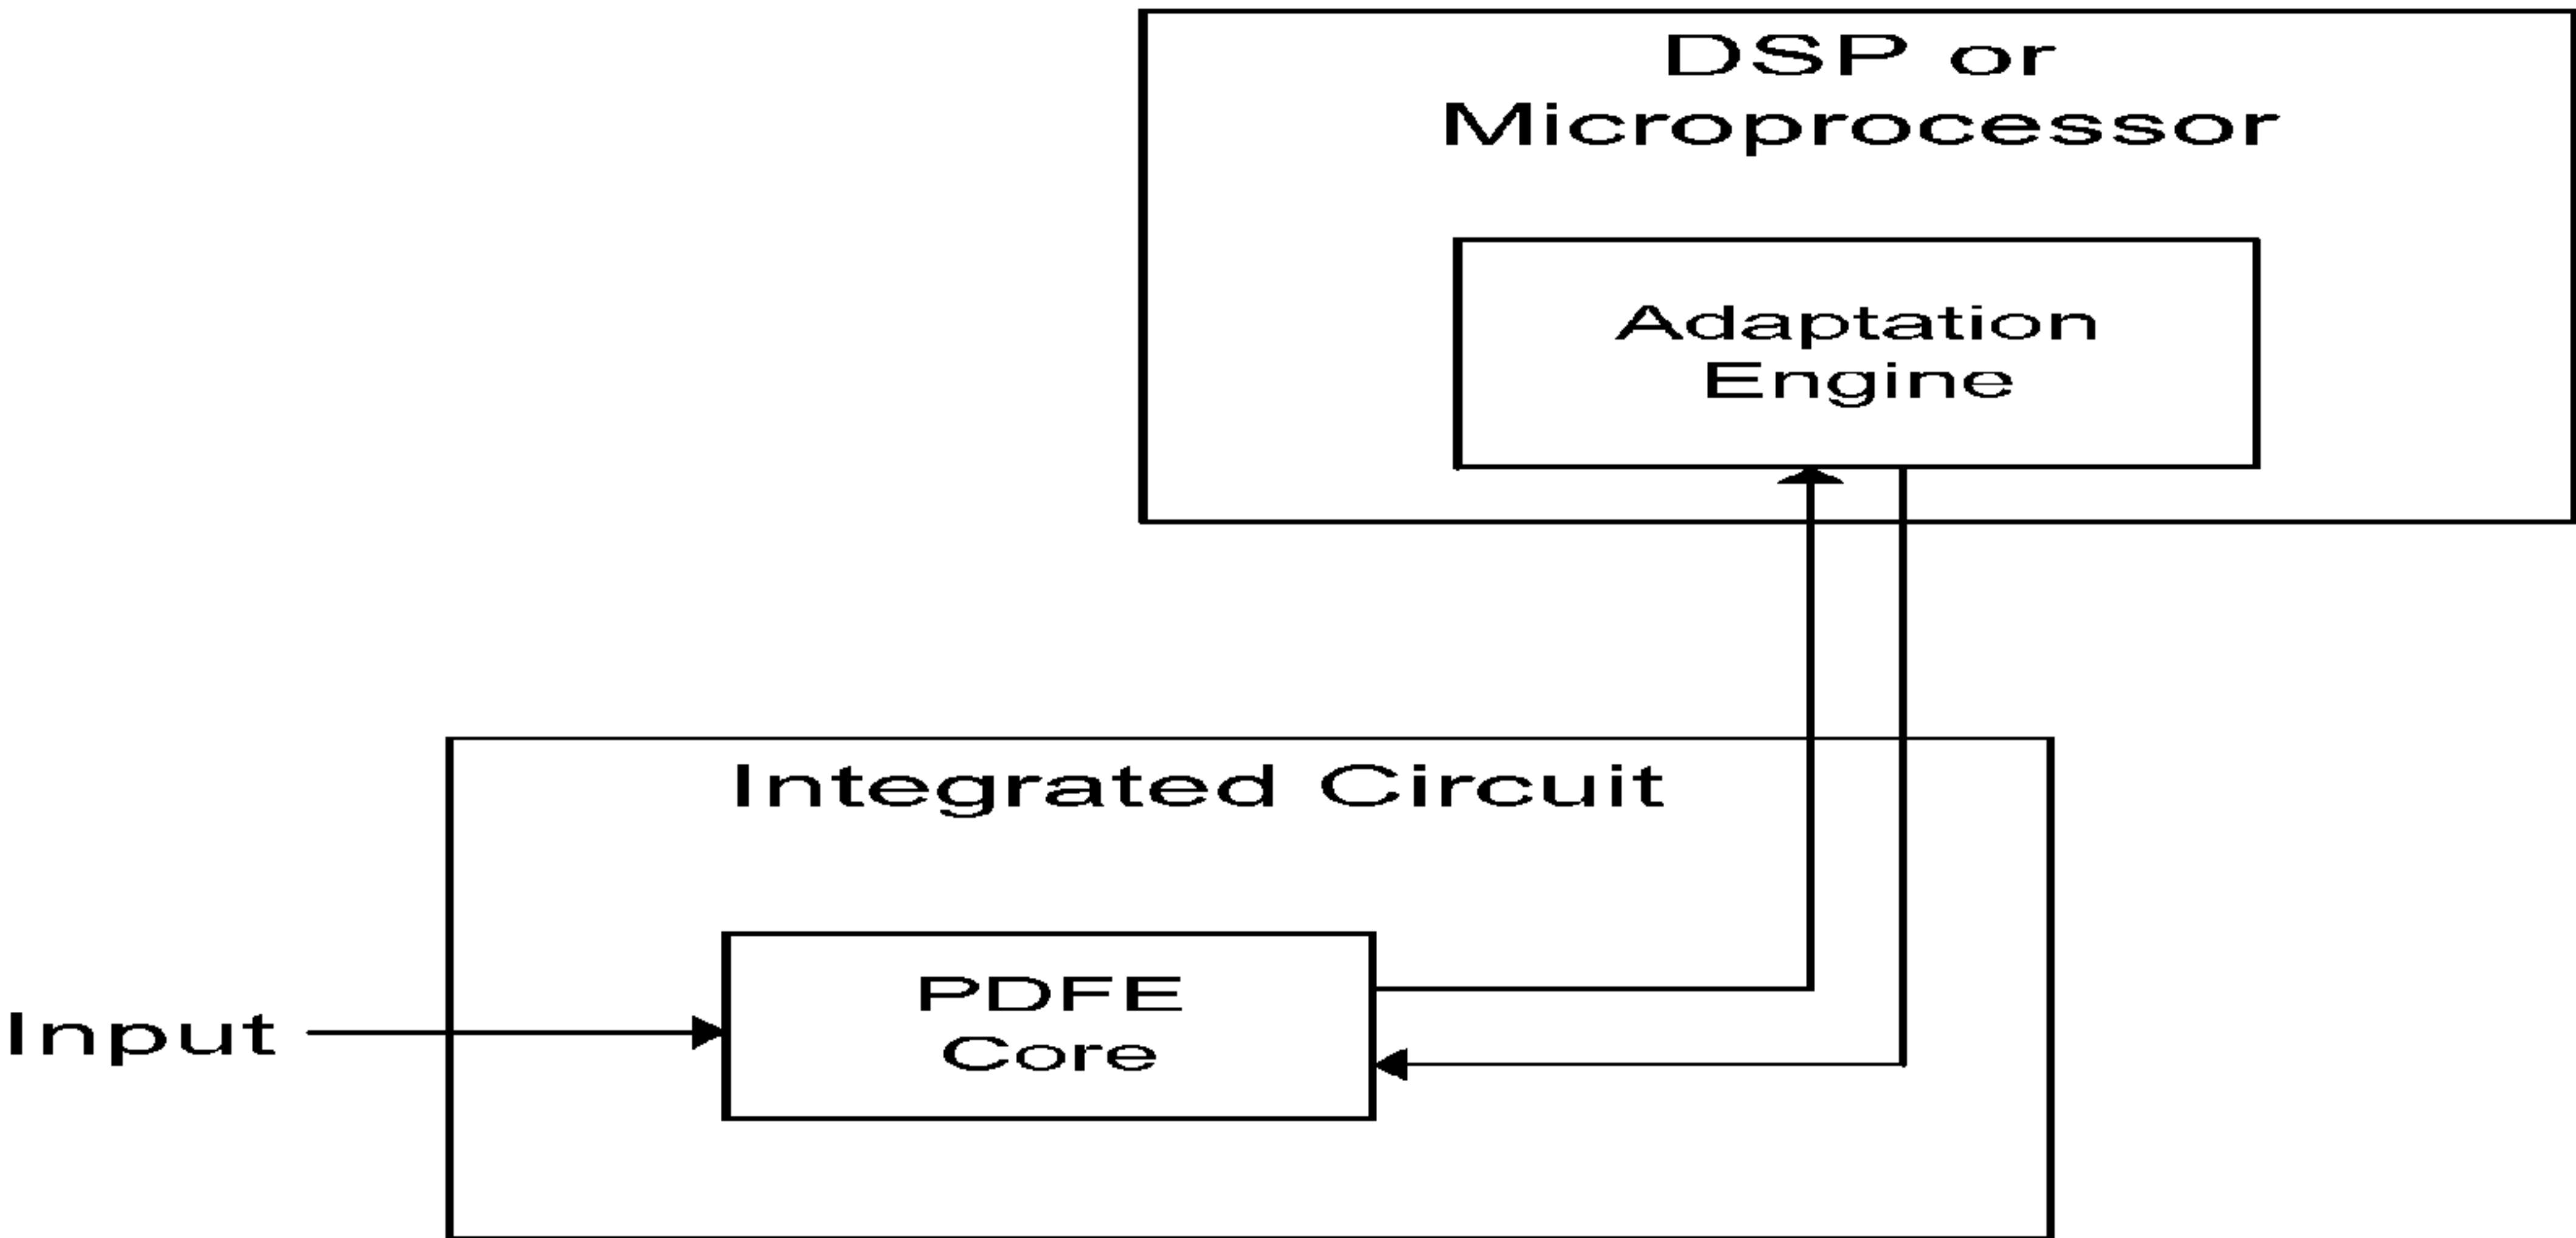 DSP or
Microprocessor
Adaptation
Engine
Integrated Circuit
PDFE
Core
Input